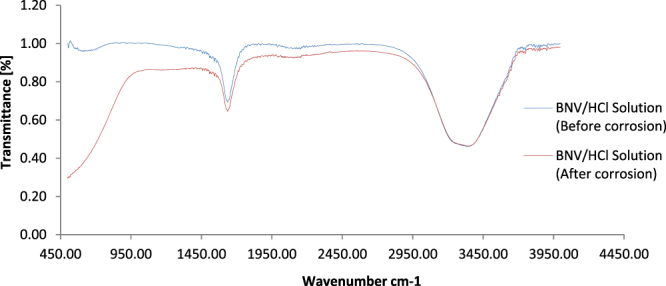 1.20
1.00
0.80
0.60
0.40
0.20
0.00
Transmittance [%]
450.00 950.00 1450.00 1950.00 2450.00 2950.00 3450.00 3950.00 4450.00
Wavenumber cm-1
BNV/HCl Solution
(Before corrosion)
BNV/HCl Solution
(After corrosion)